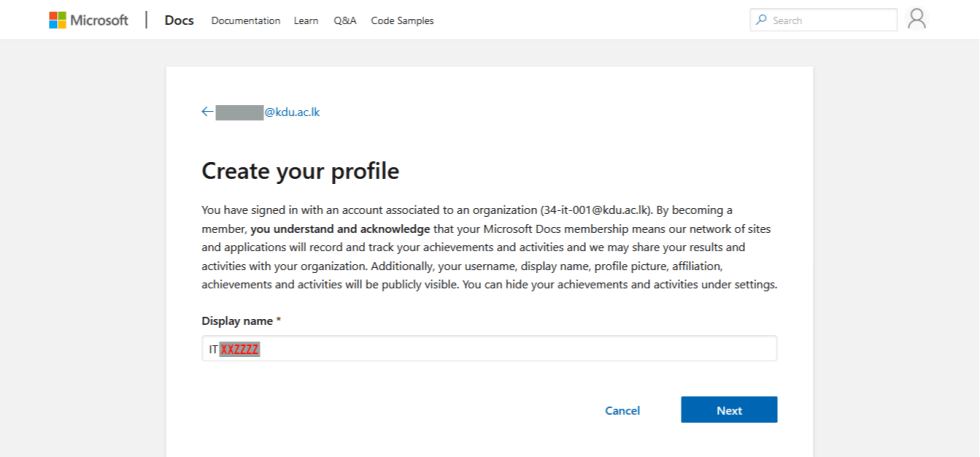 Microsoft | Docs Documentation Learn Q&A Code Samples Search
← @kdu.ac.lk
Create your profile
You have signed in with an account associated to an organization (34-it-001@kdu.ac.lk). By becoming a
member, you understand and acknowledge that your Microsoft Docs membership means our network of sites
and applications will record and track your achievements and activities and we may share your results and
activities with your organization. Additionally, your username, display name, profile picture, affiliation,
achievements and activities will be publicly visible. You can hide your achievements and activities under settings.
Display name *
IT XXZZZZ
Cancel Next